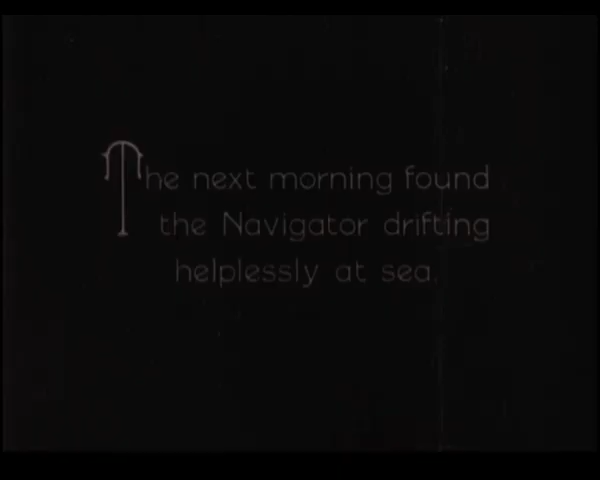 The next morning found
the Navigator drifting
helplessly at sea.